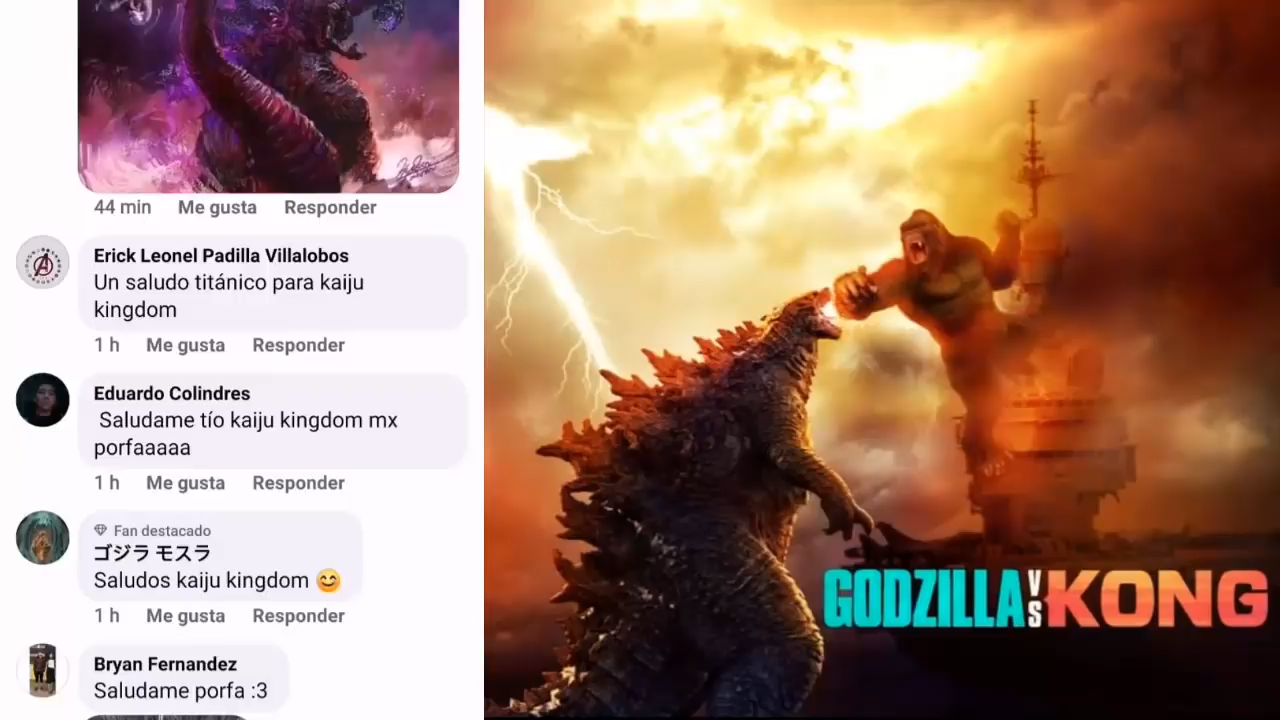 44 min Me gusta Responder
Erick Leonel Padilla Villalobos
Un saludo titánico para kaiju
kingdom
1 h Me gusta Responder
Eduardo Colindres
Saludame tío kaiju kingdom mx
porfaaaaa
1 h Me gusta Responder
Fan destacado
ゴジラ モスラ
Saludos kaiju kingdom 😊
1 h Me gusta Responder
Bryan Fernandez
Saludame porfa :3
GODZILLA VS KONG